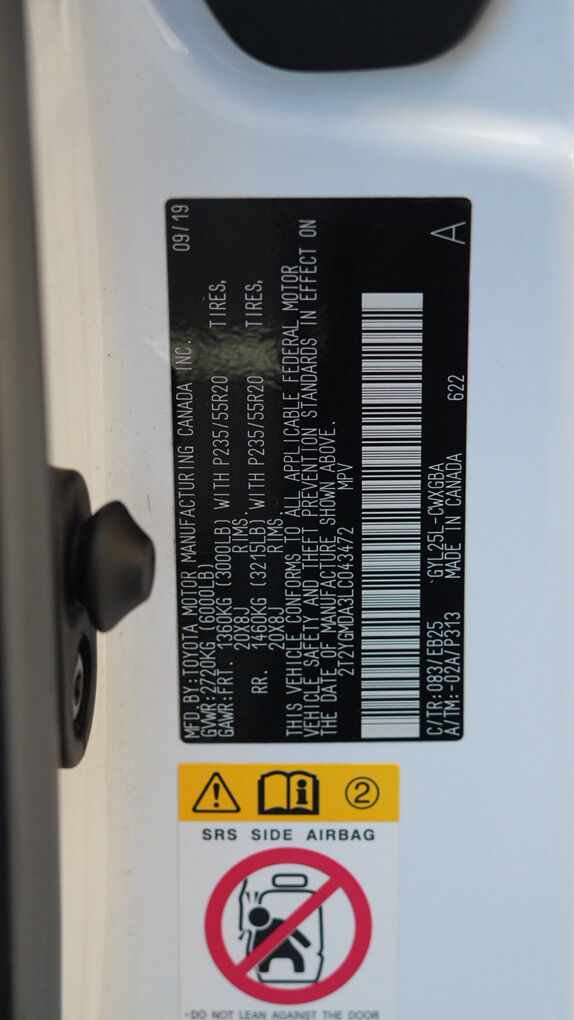 MFD.BY:TOYOTA MOTOR MANUFACTURING CANADA INC. 09/19
GVWR:2720KG (6000LB)
GAWR:FRT. 1360KG (3000LB) WITH P235/55R20 TIRES,
20X8J RIMS.
RR. 1460KG (3215LB) WITH P235/55R20 TIRES,
20X8J RIMS.
THIS VEHICLE CONFORMS TO ALL APPLICABLE FEDERAL MOTOR
VEHICLE SAFETY AND THEFT PREVENTION STANDARDS IN EFFECT ON
THE DATE OF MANUFACTURE SHOWN ABOVE.
2T2YGMDA3LC043472 MPV
C/TR:083/EB25 GYL25L-CWXGBA
A/TM:-02A/P313 MADE IN CANADA 622 A
2
SRS SIDE AIRBAG
-DO NOT LEAN AGAINST THE DOOR